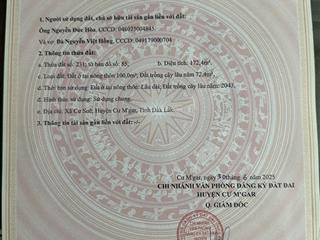 1. Người sử dụng đất, chủ sở hữu tài sản gắn liền với đất:
Ông Nguyễn Đức Hòa, CCCD: 046075004845
Và vợ: Bà Nguyễn Việt Hồng, CCCD: 049179000704
2. Thông tin thửa đất:
a. Thửa đất số: 231; tờ bản đồ số: 85; b. Diện tích: 172,4m².
c. Loại đất: Đất ở tại nông thôn 100,0m²; Đất trồng cây lâu năm 72,4m².
d. Thời hạn sử dụng: Đất ở tại nông thôn: Lâu dài; Đất trồng cây lâu năm: 2043.
đ. Hình thức sử dụng: Sử dụng chung.
e. Địa chỉ: Xã Cư Suê, Huyện Cư M'gar, Tỉnh Đắk Lắk.
3. Thông tin tài sản gắn liền với đất: -/-
Cư M'gar, ngày 30 tháng 6 năm 2025
CHI NHÁNH VĂN PHÒNG ĐĂNG KÝ ĐẤT ĐAI
HUYỆN CƯ M'GAR
Q. GIÁM ĐỐC